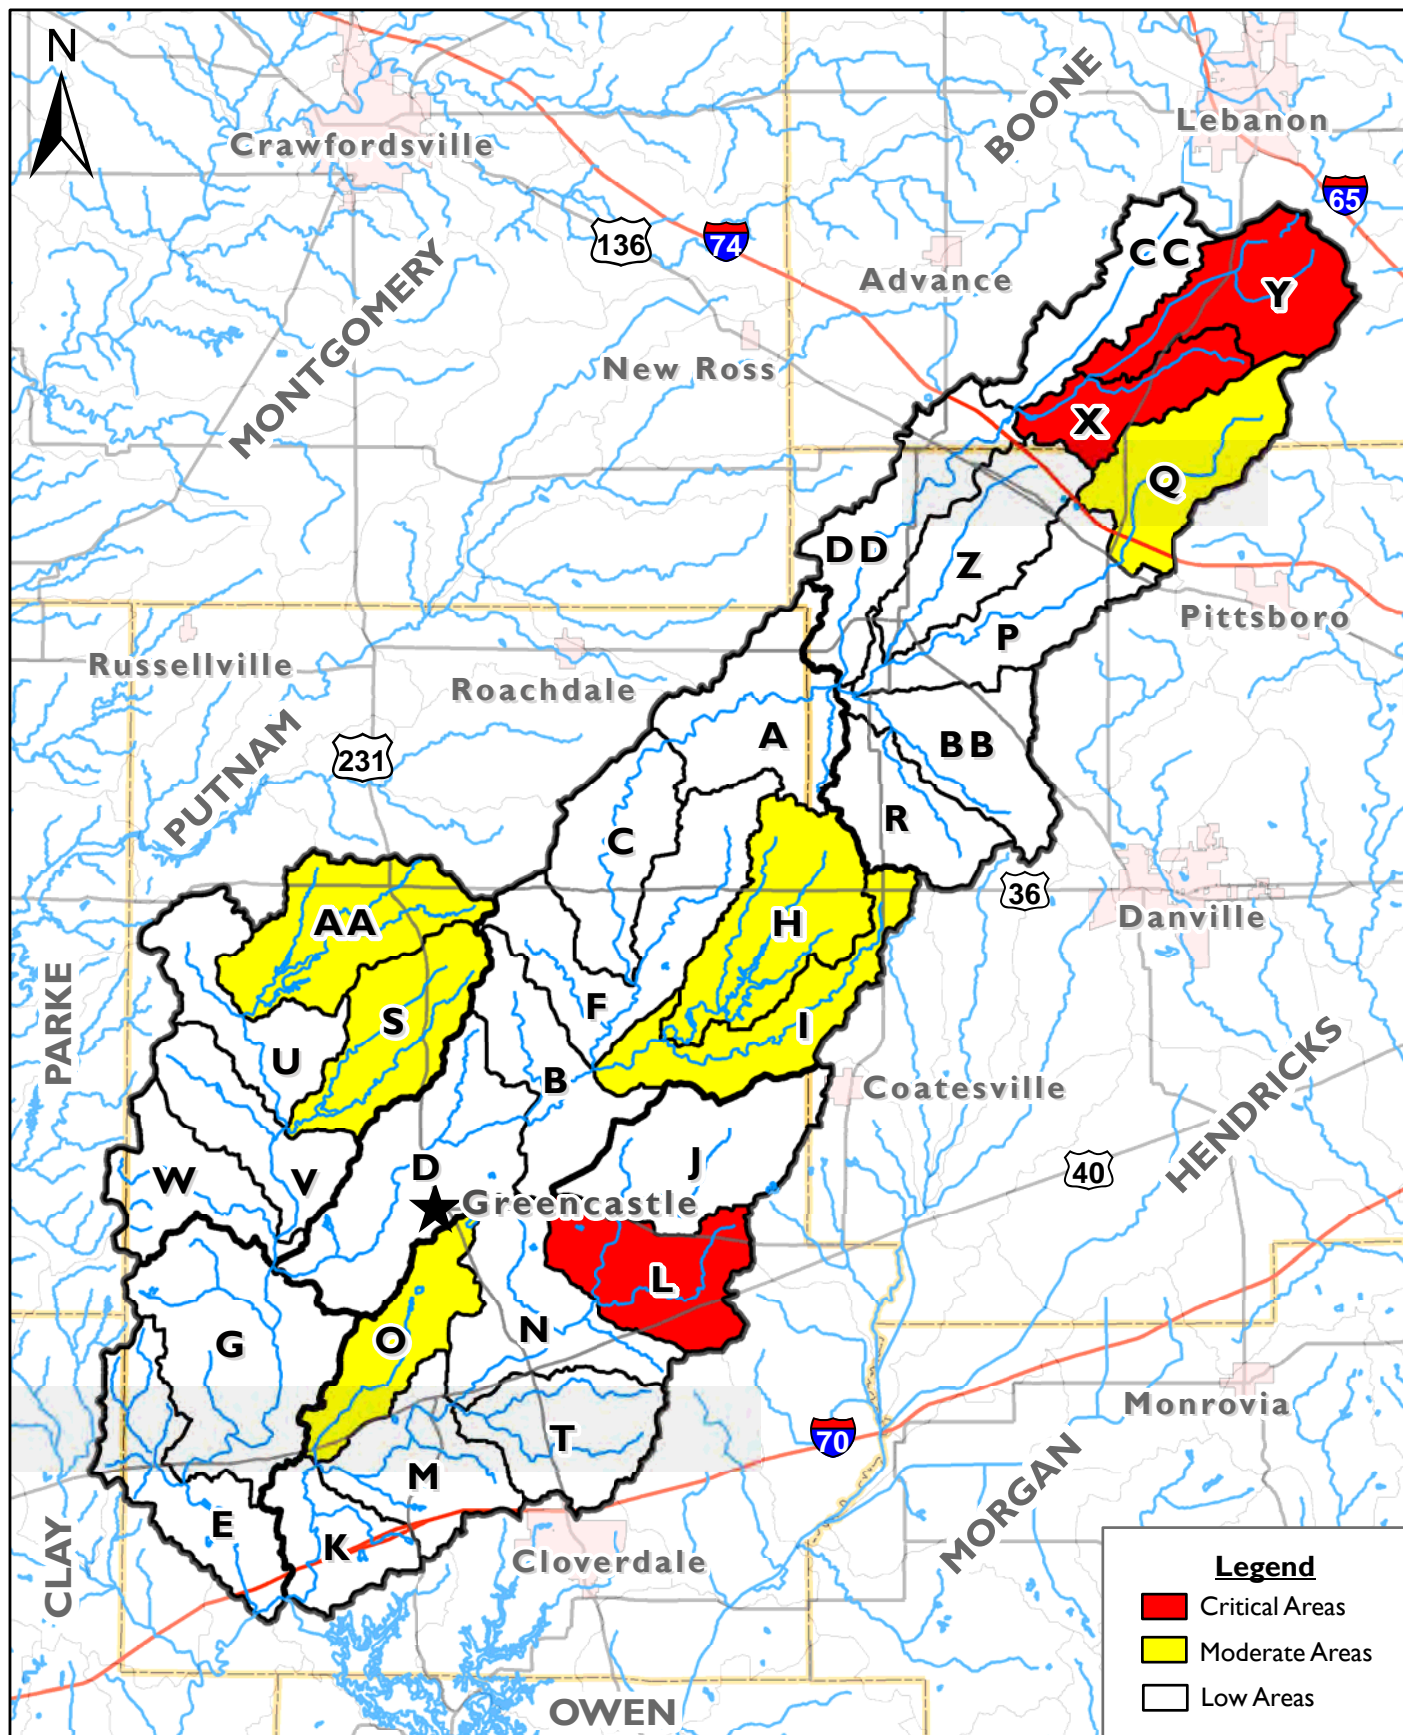 N
BOONE
Lebanon
Crawfordsville
65
136
74
CC
Advance
Y
MONTGOMERY
New Ross
X
Q
DD
Z
Pittsboro
P
Russellville
Roachdale
A
BB
231
PUTNAM
R
C
36
Danville
AA
H
PARKE
F
S
I
U
B
Coatesville
HENDRICKS
J
D
40
W
V
Greencastle
L
N
O
G
Monrovia
T
70
M
MORGAN
E
K
Cloverdale
CLAY
OWEN
Legend
Critical Areas
Moderate Areas
Low Areas